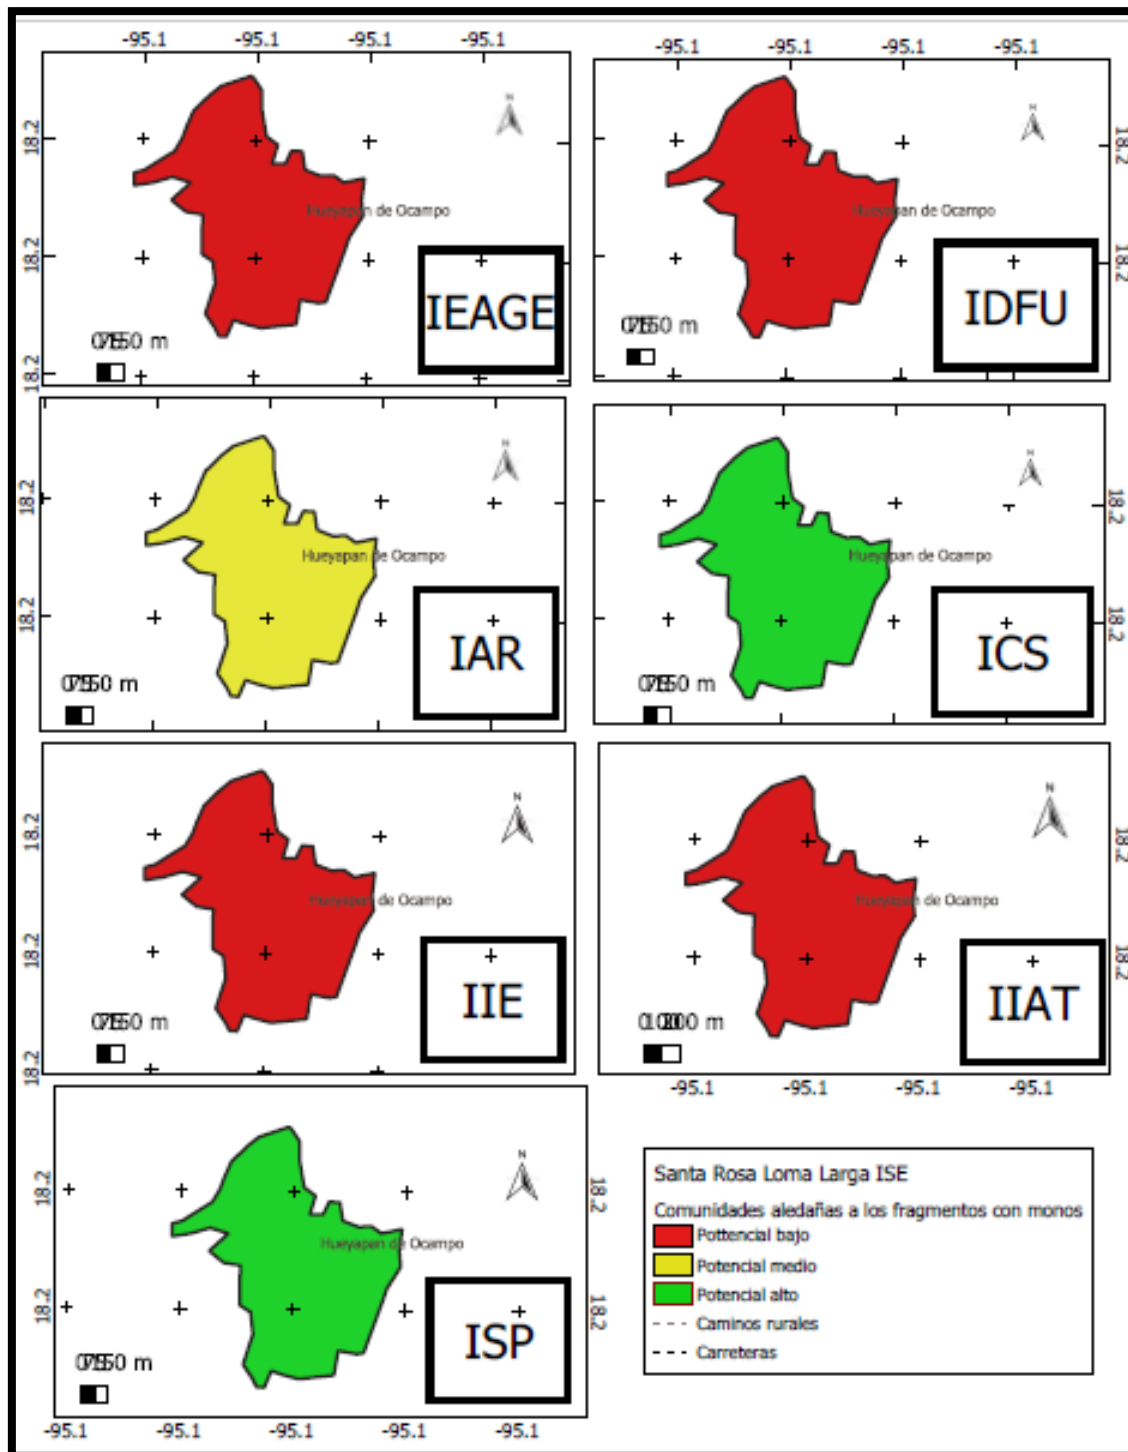 -95.1 -95.1 -95.1 -95.1
-95.1 -95.1 -95.1 -95.1
N
N
18.2
18.2
18.2
18.2
18.2
Hueyapan de Ocampo
Hueyapan de Ocampo
IEAGE
IDFU
m
m
N
N
18.2
18.2
18.2
18.2
Hueyapan de Ocampo
Hueyapan de Ocampo
IAR
ICS
m
m
N
N
18.2
18.2
18.2
18.2
18.2
Hueyapan de Ocampo
Hueyapan de Ocampo
IIE
IIAT
m
m
-95.1 -95.1 -95.1 -95.1
N
18.2
18.2
18.2
18.2
Hueyapan de Ocampo
ISP
m
-95.1 -95.1 -95.1 -95.1 -95.1
Santa Rosa Loma Larga ISE
Comunidades aledañas a los fragmentos con monos
Pottencial bajo
Potencial medio
Potencial alto
Caminos rurales
Carreteras